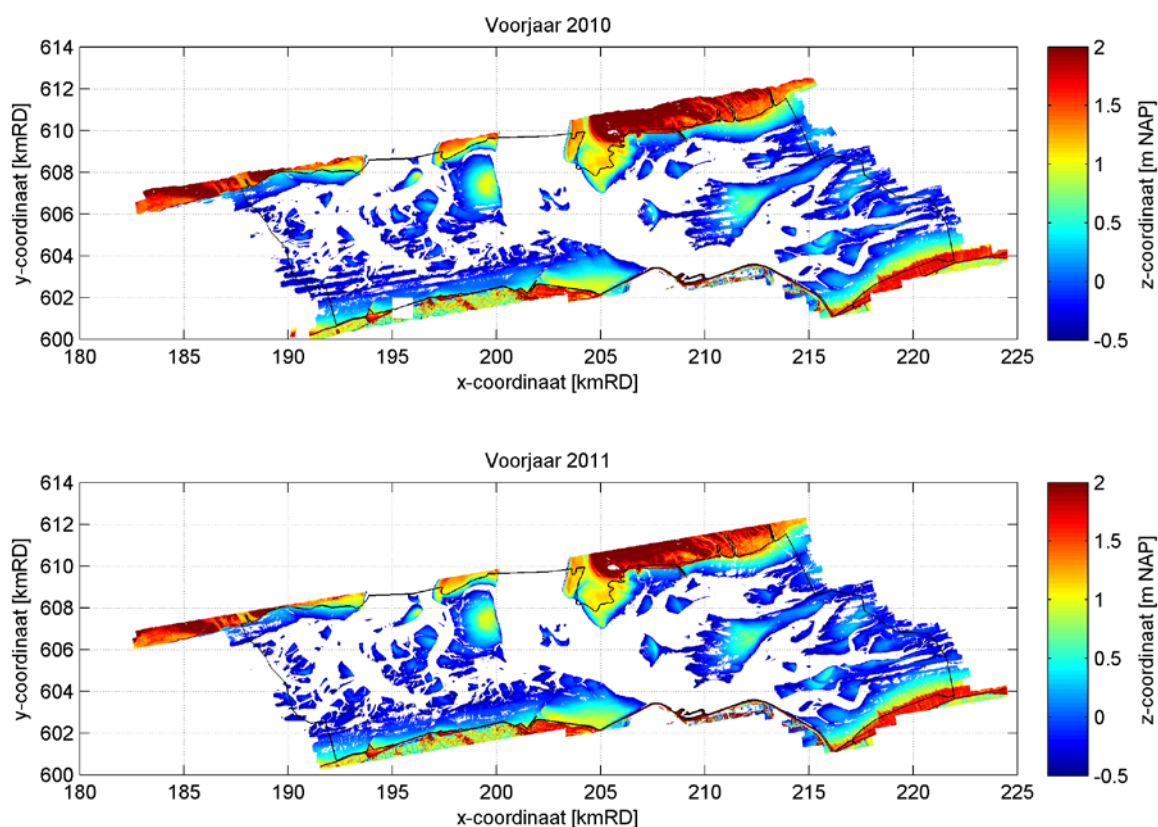 Voorjaar 2010
614
612
610
608
606
604
602
600
y-coordinaat [kmRD]
180 185 190 195 200 205 210 215 220 225
x-coordinaat [kmRD]
2
1.5
1
0.5
0
-0.5
z-coordinaat [m NAP]
Voorjaar 2011
614
612
610
608
606
604
602
600
y-coordinaat [kmRD]
180 185 190 195 200 205 210 215 220 225
x-coordinaat [kmRD]
2
1.5
1
0.5
0
-0.5
z-coordinaat [m NAP]